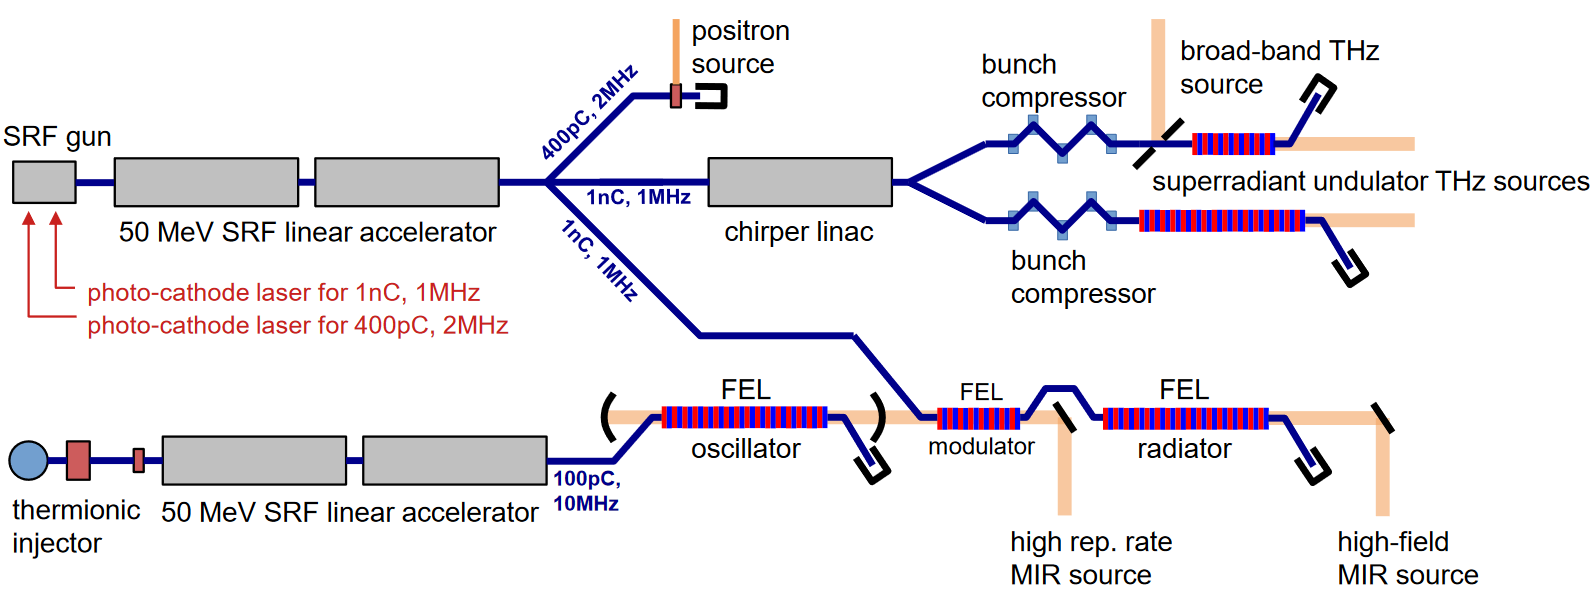 positron
source
broad-band THz
source
bunch
compressor
SRF gun
400pC, 2MHz
1nC, 1MHz
superradiant undulator THz sources
50 MeV SRF linear accelerator
chirper linac
1nC, 1MHz
bunch
compressor
photo-cathode laser for 1nC, 1MHz
photo-cathode laser for 400pC, 2MHz
FEL
oscillator
FEL
modulator
FEL
radiator
100pC,
10MHz
thermionic
injector
50 MeV SRF linear accelerator
high rep. rate
MIR source
high-field
MIR source